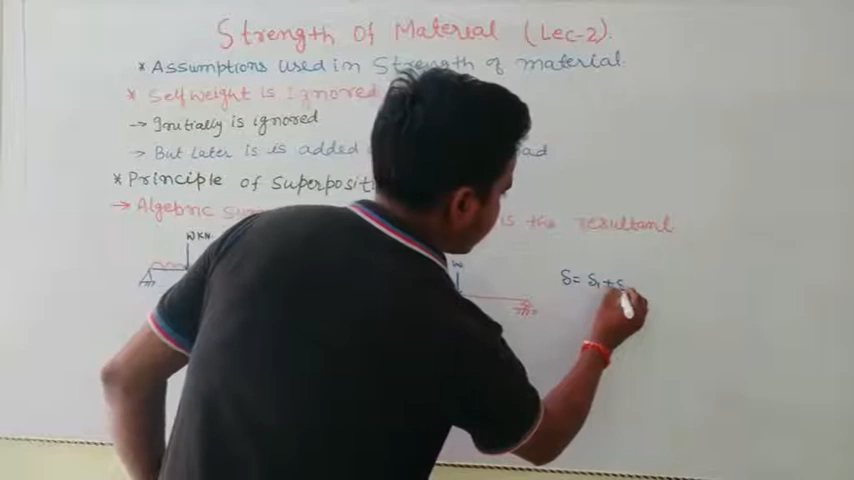 Strength of Material (Lec-2).
* Assumptions used in Strength of material.
* Selfweight is ignored
→ Initially is ignored
→ But Later is is added
* Principle of Superposit
→ Algebric is the resultant
W KN
δ = δ₁ +